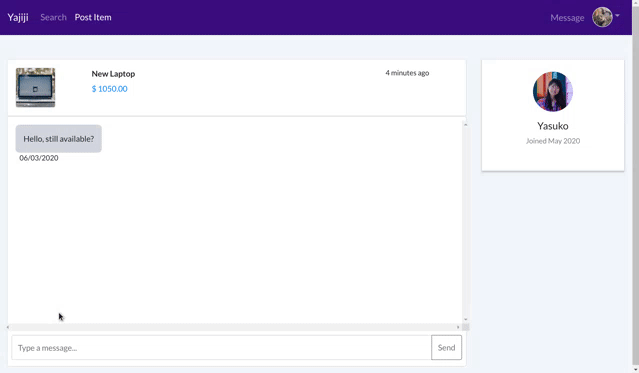 Yajiji Search Post Item Message
New Laptop 4 minutes ago
$ 1050.00
Hello, still available?
06/03/2020
Type a message... Send
Yasuko
Joined May 2020